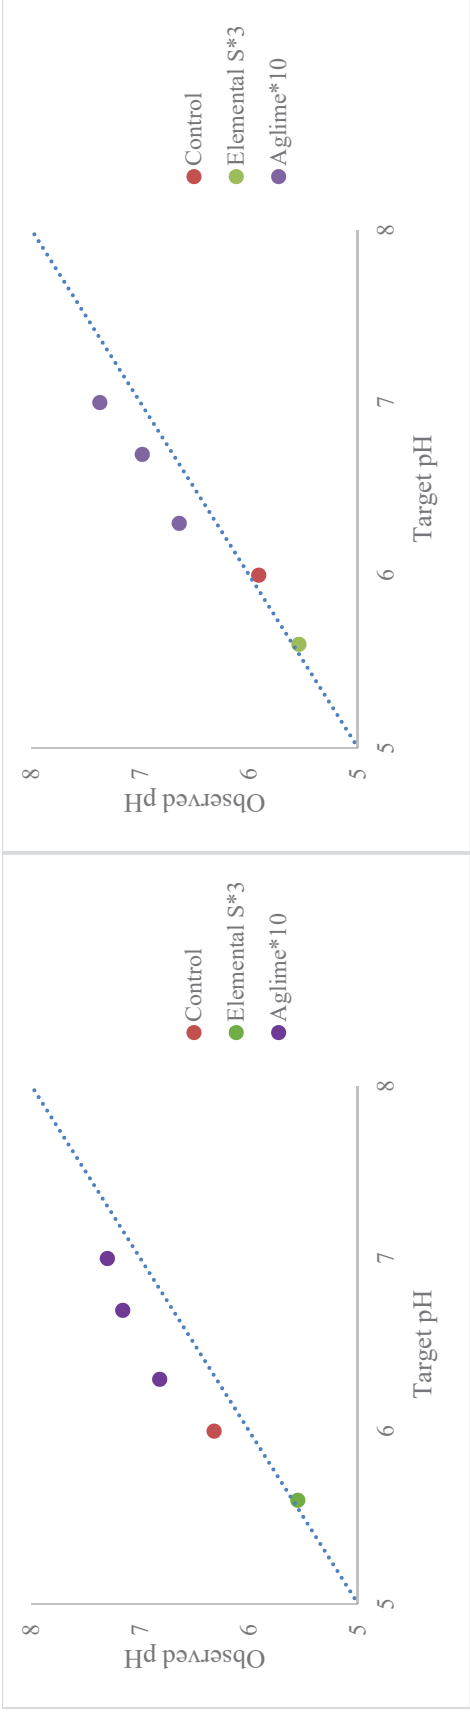 8
7
6
5
Observed pH
5
6
7
8
Target pH
Control
Elemental S*3
Aglime*10
8
7
6
5
Observed pH
5
6
7
8
Target pH
Control
Elemental S*3
Aglime*10